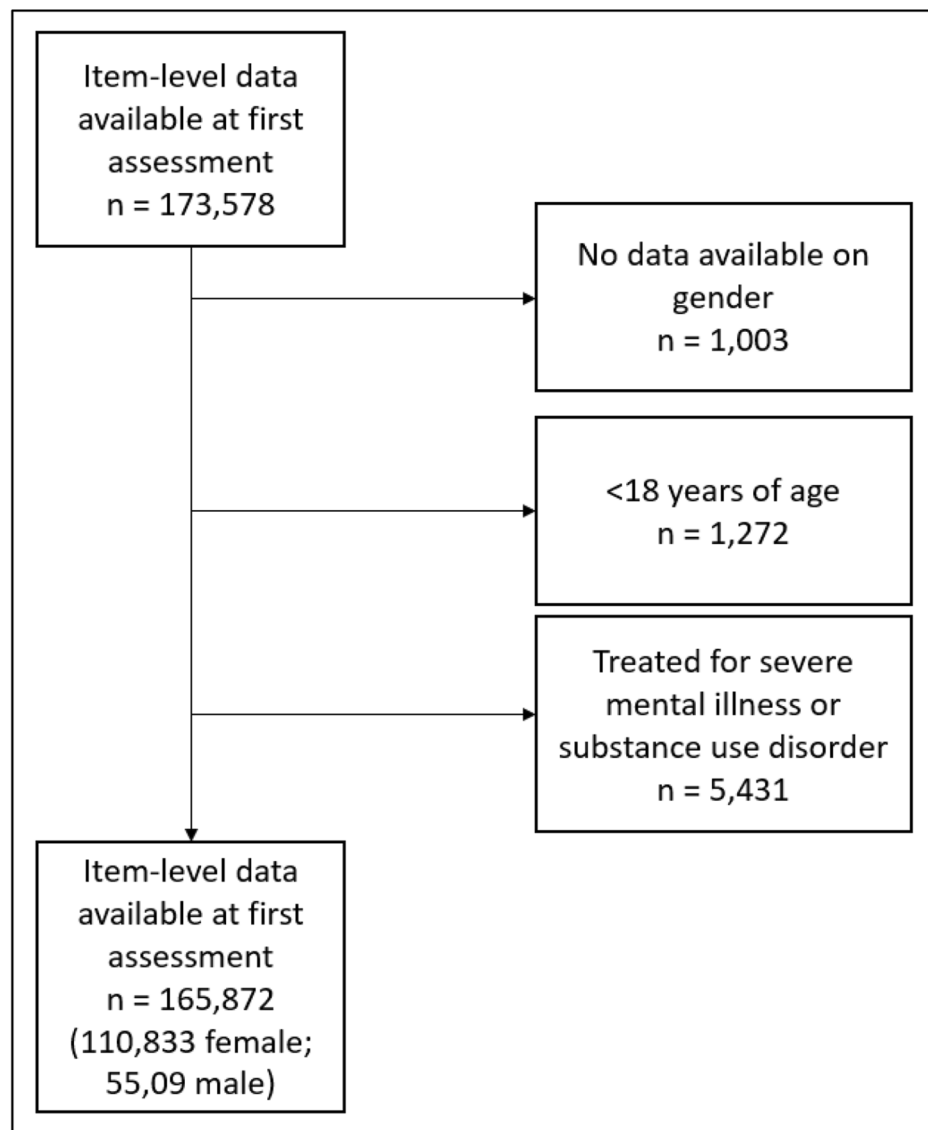 Item-level data
available at first
assessment
n = 173,578
No data available on
gender
n = 1,003
<18 years of age
n = 1,272
Treated for severe
mental illness or
substance use disorder
n = 5,431
Item-level data
available at first
assessment
n = 165,872
(110,833 female;
55,09 male)